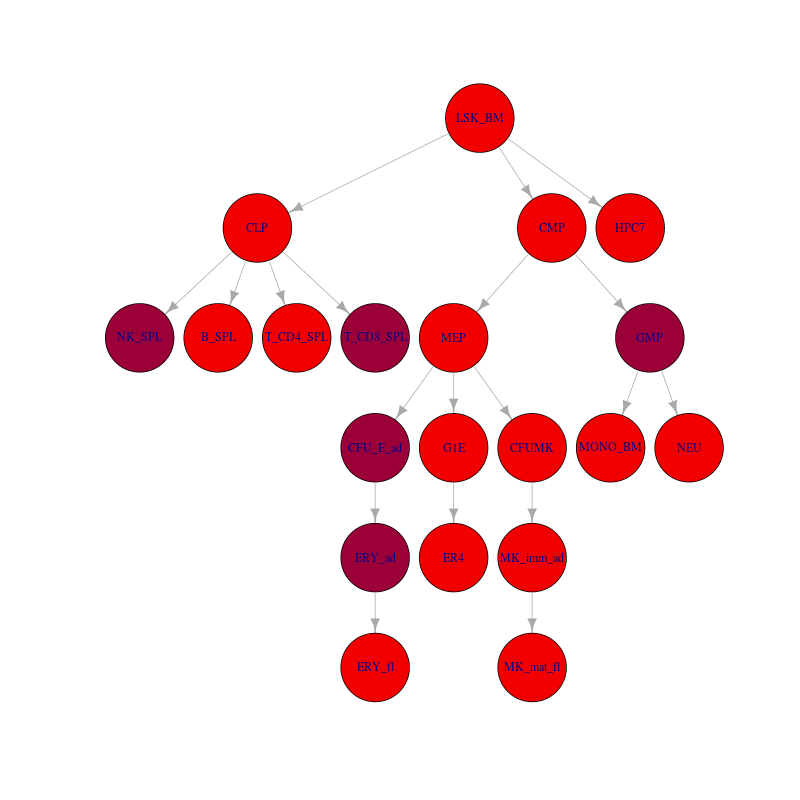 LSK_BM
CLP
CMP
HPC7
NK_SPL
B_SPL
T_CD4_SPL
T_CD8_SPL
MEP
GMP
CFU_E_ad
G1E
CFUMK
MONO_BM
NEU
ERY_ad
ER4
MK_imm_ad
ERY_fl
MK_mat_fl